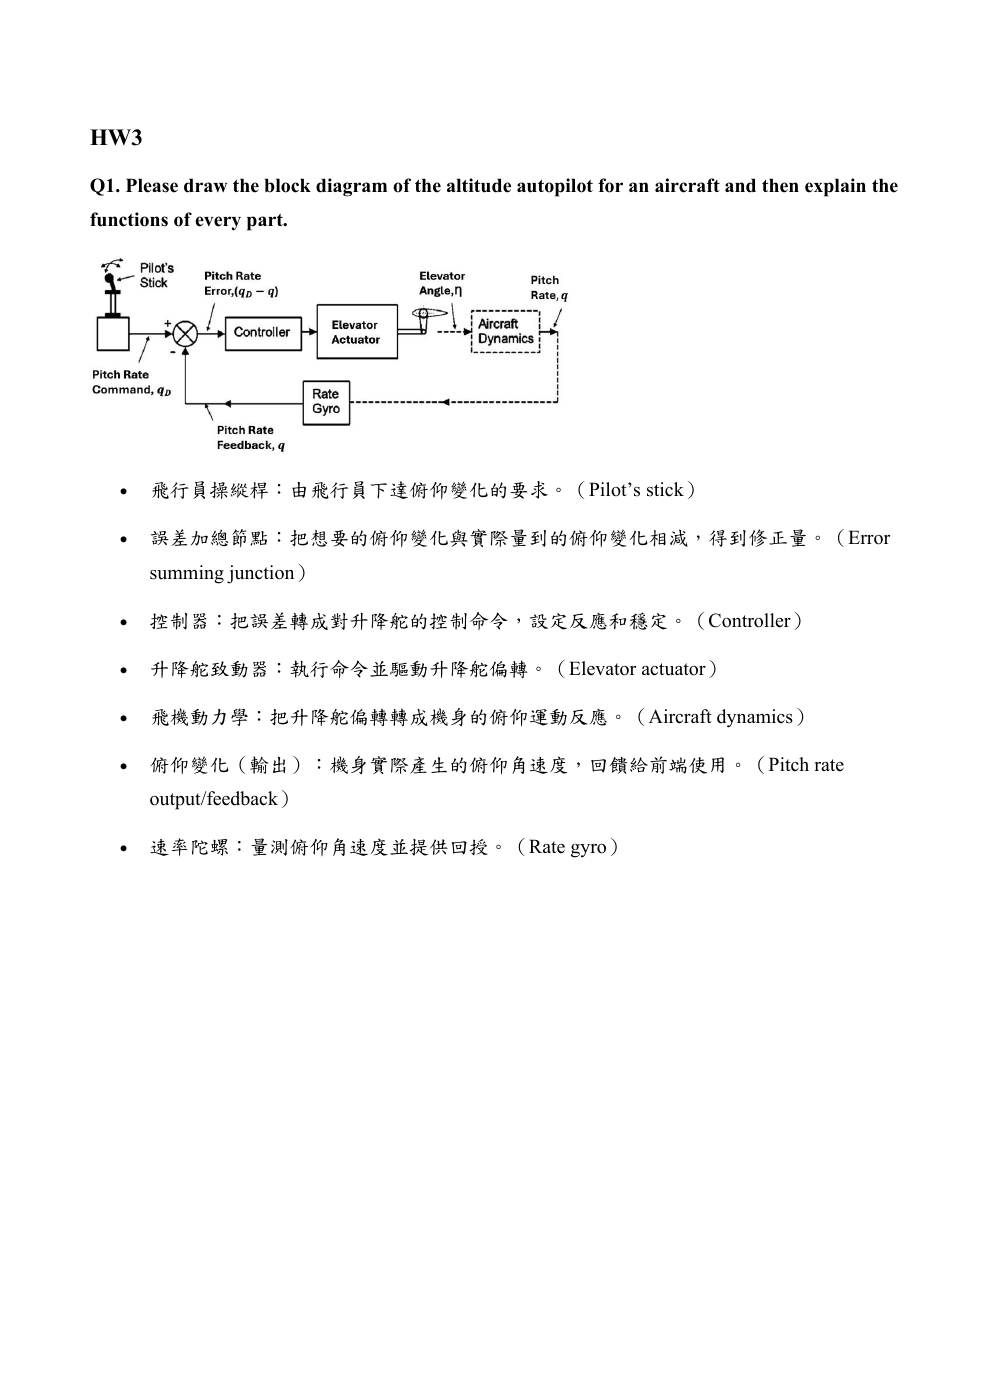 HW3
Q1. Please draw the block diagram of the altitude autopilot for an aircraft and then explain the
functions of every part.
Pilot's
Stick
Pitch Rate
Error,(q_D − q)
Elevator
Angle,η
Pitch
Rate, q
+
-
Controller
Elevator
Actuator
Aircraft
Dynamics
Pitch Rate
Command, q_D
Rate
Gyro
Pitch Rate
Feedback, q
• 飛行員操縱桿：由飛行員下達俯仰變化的要求。（Pilot’s stick）
• 誤差加總節點：把想要的俯仰變化與實際量到的俯仰變化相減，得到修正量。（Error
summing junction）
• 控制器：把誤差轉成對升降舵的控制命令，設定反應和穩定。（Controller）
• 升降舵致動器：執行命令並驅動升降舵偏轉。（Elevator actuator）
• 飛機動力學：把升降舵偏轉轉成機身的俯仰運動反應。（Aircraft dynamics）
• 俯仰變化（輸出）：機身實際產生的俯仰角速度，回饋給前端使用。（Pitch rate
output/feedback）
• 速率陀螺：量測俯仰角速度並提供回授。（Rate gyro）